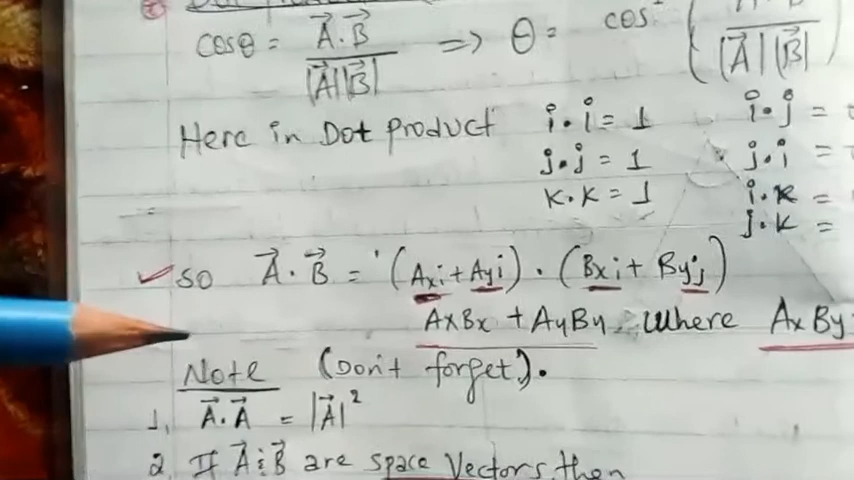 cosθ = A⃗.B⃗ / |A⃗||B⃗| => θ = cos⁻ ( / |A⃗||B⃗| )
Here in Dot product i.i = 1 i.j =
j.j = 1 j.i =
K.K = 1 i.K =
j.K =
so A⃗.B⃗ = (Axi + Ayi) . (Bxi + Byj)
AxBx + AyBy. Where AxBy
Note (Don't forget).
1, A⃗.A⃗ = |A⃗|²
2. If A⃗ & B⃗ are space Vectors, then